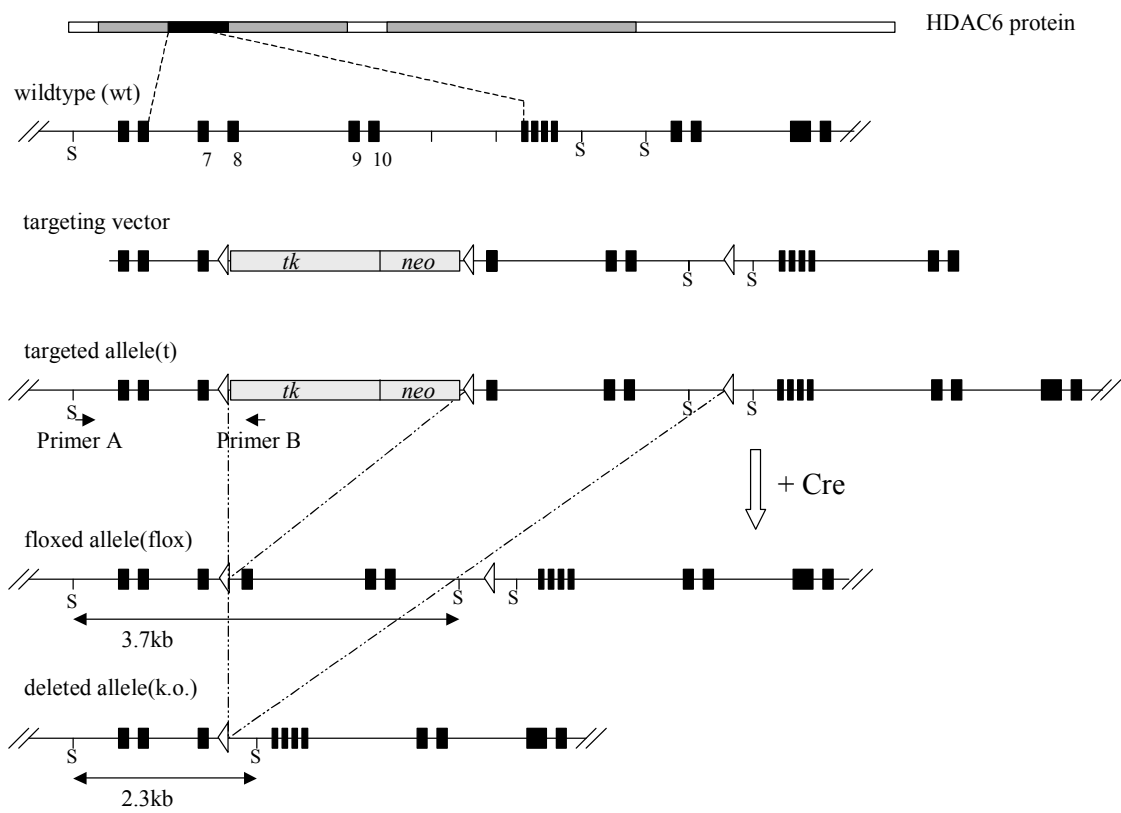 HDAC6 protein
wildtype (wt)
S 7 8 9 10 S S
targeting vector
tk neo
S S
targeted allele(t)
tk neo
S S S
Primer A Primer B
+ Cre
floxed allele(flox)
S S S
3.7kb
deleted allele(k.o.)
S S
2.3kb